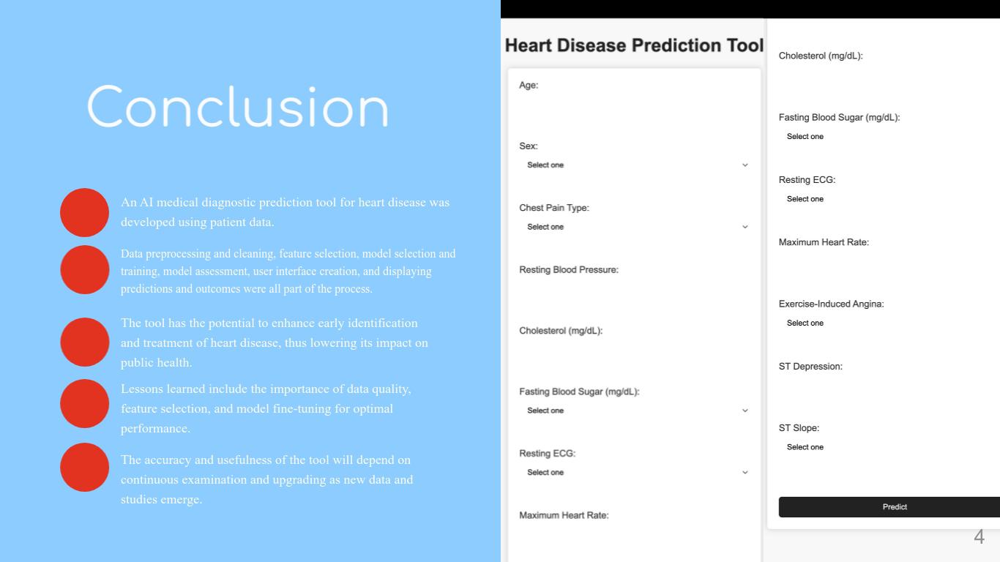 Conclusion
An AI medical diagnostic prediction tool for heart disease was
developed using patient data.
Data preprocessing and cleaning, feature selection, model selection and
training, model assessment, user interface creation, and displaying
predictions and outcomes were all part of the process.
The tool has the potential to enhance early identification
and treatment of heart disease, thus lowering its impact on
public health.
Lessons learned include the importance of data quality,
feature selection, and model fine-tuning for optimal
performance.
The accuracy and usefulness of the tool will depend on
continuous examination and upgrading as new data and
studies emerge.
Heart Disease Prediction Tool
Age:
Sex:
Select one
Chest Pain Type:
Select one
Resting Blood Pressure:
Cholesterol (mg/dL):
Fasting Blood Sugar (mg/dL):
Select one
Resting ECG:
Select one
Maximum Heart Rate:
Cholesterol (mg/dL):
Fasting Blood Sugar (mg/dL):
Select one
Resting ECG:
Select one
Maximum Heart Rate:
Exercise-Induced Angina:
Select one
ST Depression:
ST Slope:
Select one
Predict
4